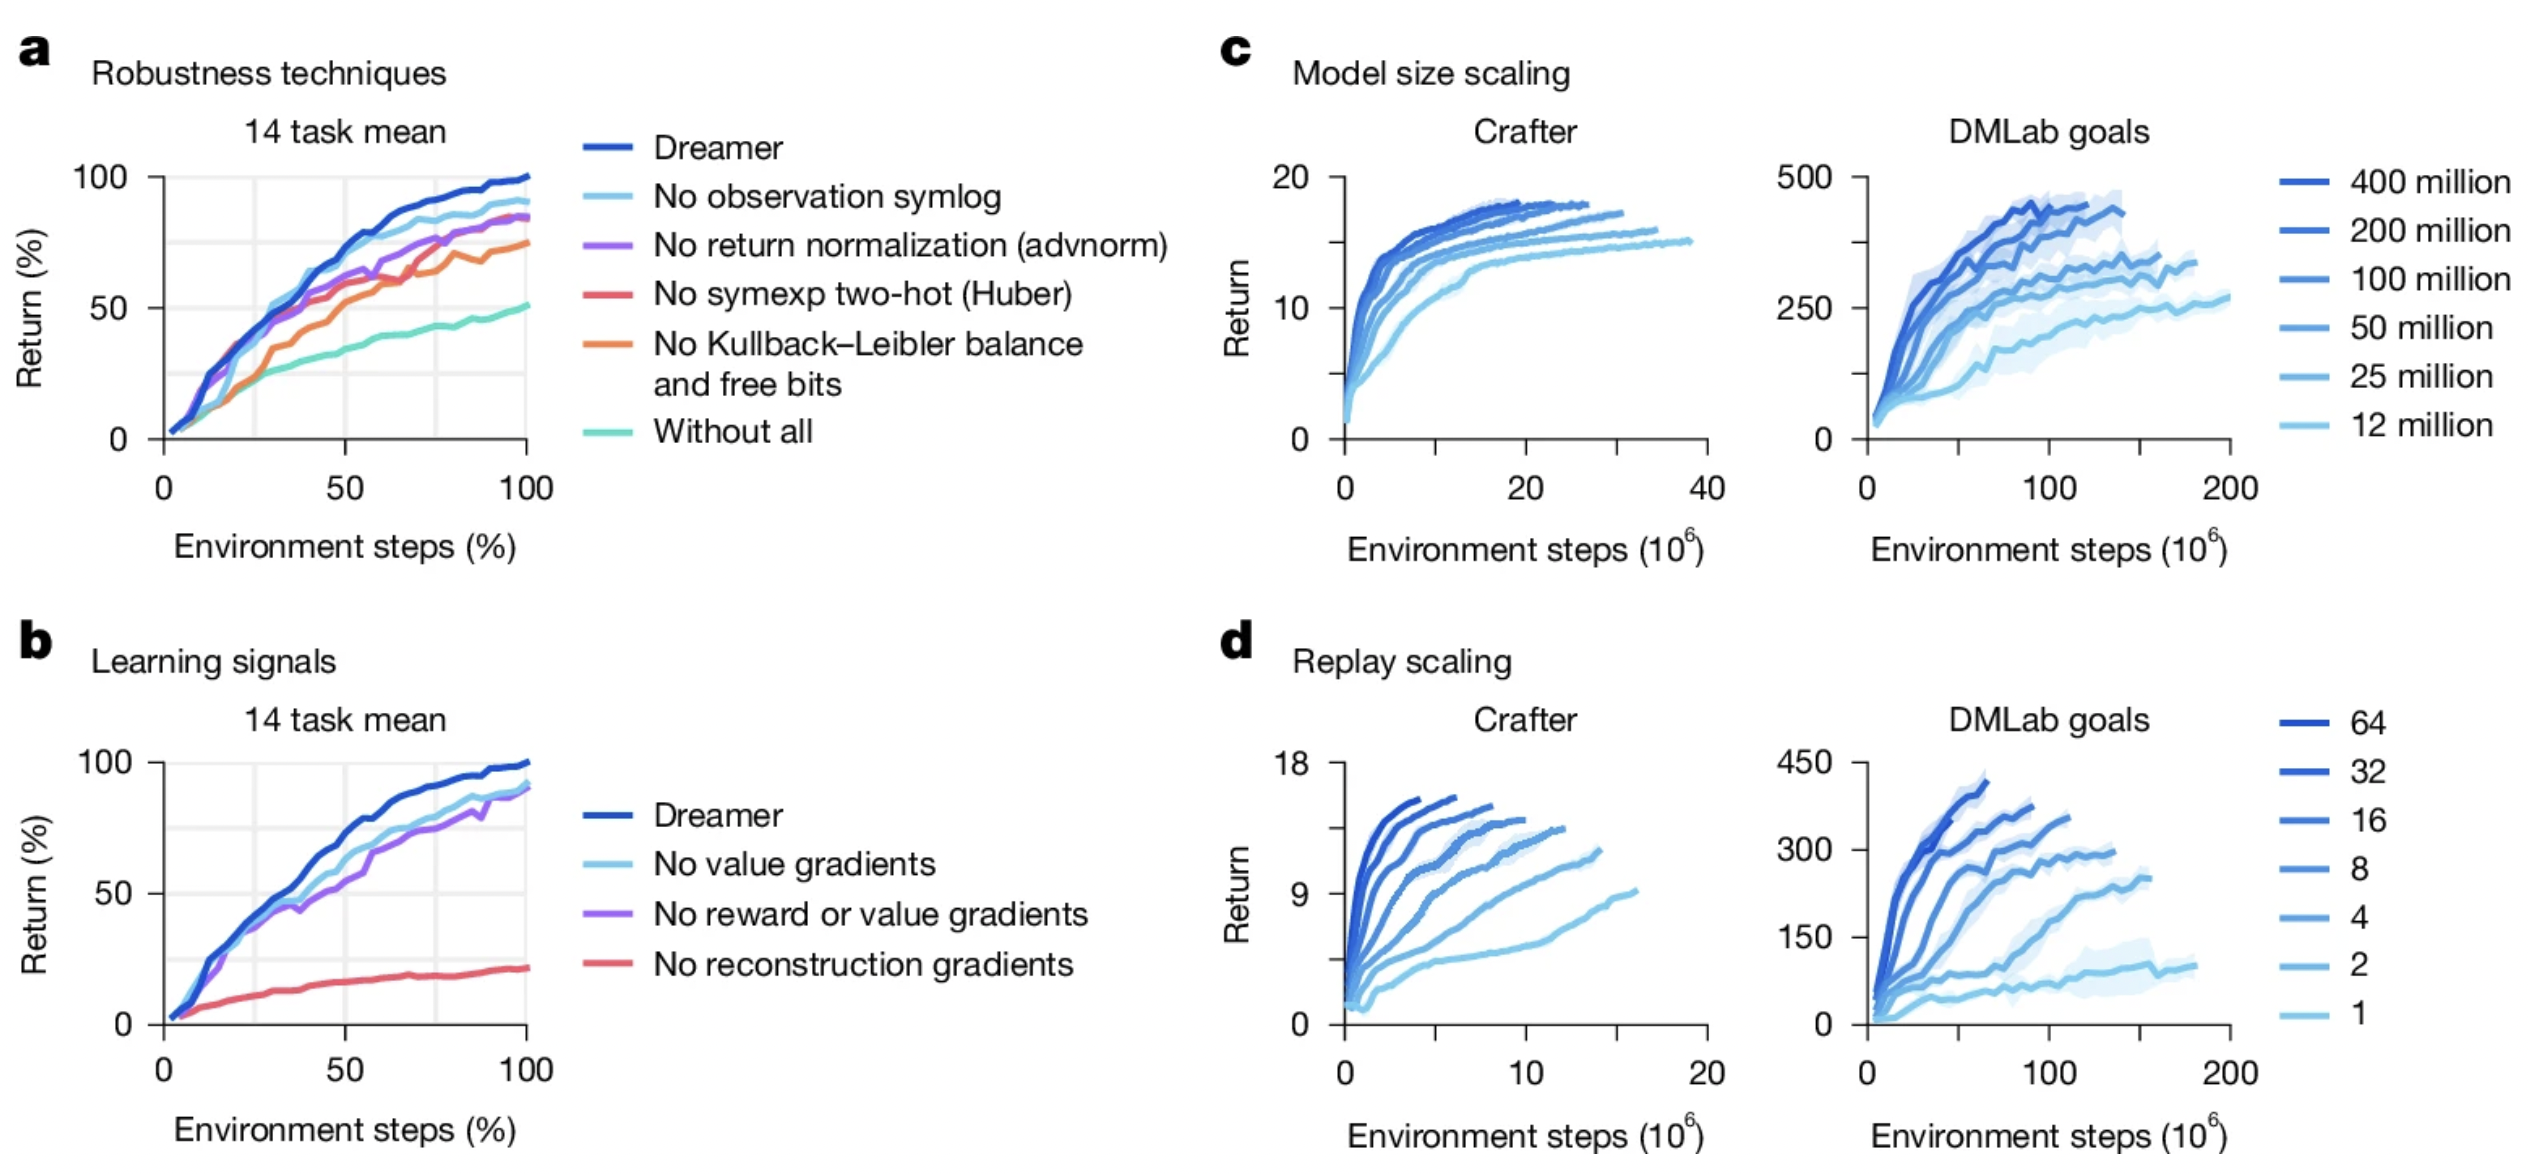 a
Robustness techniques
14 task mean
Return (%)
100
50
0
0 50 100
Environment steps (%)
Dreamer
No observation symlog
No return normalization (advnorm)
No symexp two-hot (Huber)
No Kullback–Leibler balance
and free bits
Without all
b
Learning signals
14 task mean
Return (%)
100
50
0
0 50 100
Environment steps (%)
Dreamer
No value gradients
No reward or value gradients
No reconstruction gradients
c
Model size scaling
Crafter
Return
20
10
0
0 20 40
Environment steps (10⁶)
DMLab goals
500
250
0
0 100 200
Environment steps (10⁶)
400 million
200 million
100 million
50 million
25 million
12 million
d
Replay scaling
Crafter
Return
18
9
0
0 10 20
Environment steps (10⁶)
DMLab goals
450
300
150
0
0 100 200
Environment steps (10⁶)
64
32
16
8
4
2
1